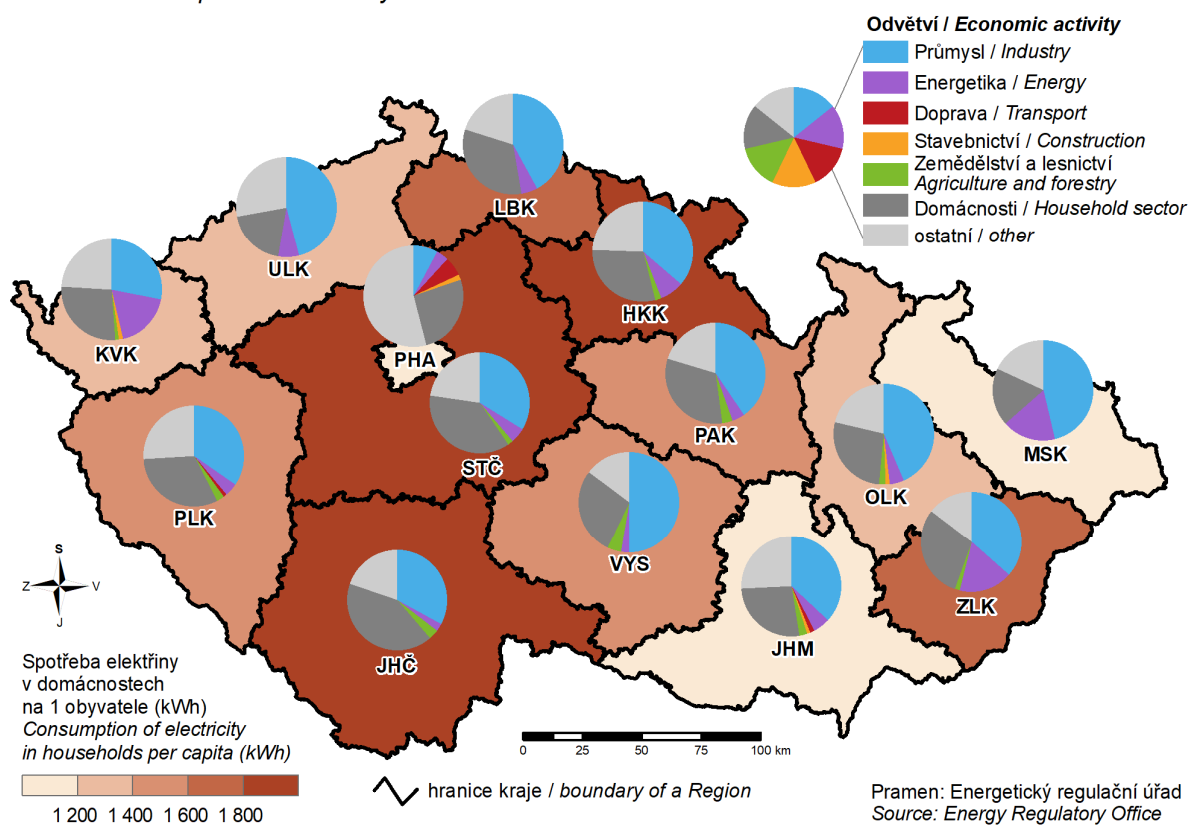 Odvětví / Economic activity
Průmysl / Industry
Energetika / Energy
Doprava / Transport
Stavebnictví / Construction
Zemědělství a lesnictví
Agriculture and forestry
Domácnosti / Household sector
ostatní / other
LBK
ULK
HKK
KVK
PHA
PAK
STČ
MSK
OLK
PLK
VYS
ZLK
JHM
JHČ
S
Z
V
J
Spotřeba elektřiny
v domácnostech
na 1 obyvatele (kWh)
Consumption of electricity
in households per capita (kWh)
1 200 1 400 1 600 1 800
0 25 50 75 100 km
hranice kraje / boundary of a Region
Pramen: Energetický regulační úřad
Source: Energy Regulatory Office